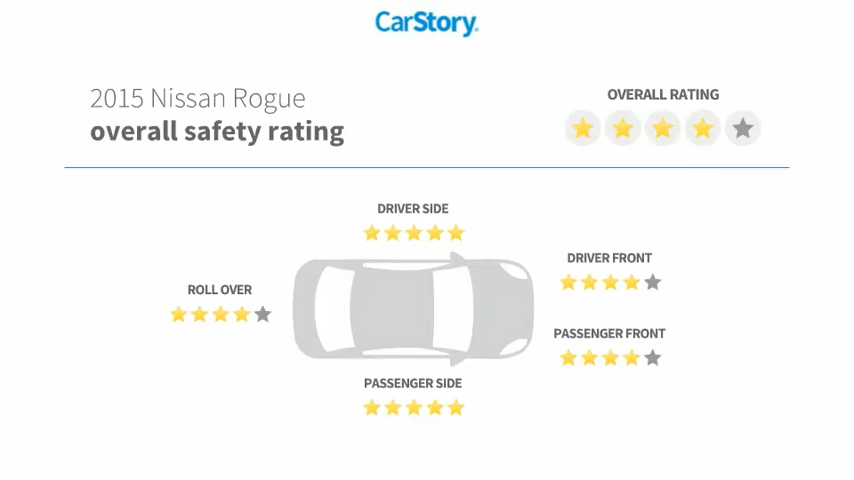 CarStory.
2015 Nissan Rogue
overall safety rating
OVERALL RATING
DRIVER SIDE
DRIVER FRONT
ROLL OVER
PASSENGER FRONT
PASSENGER SIDE